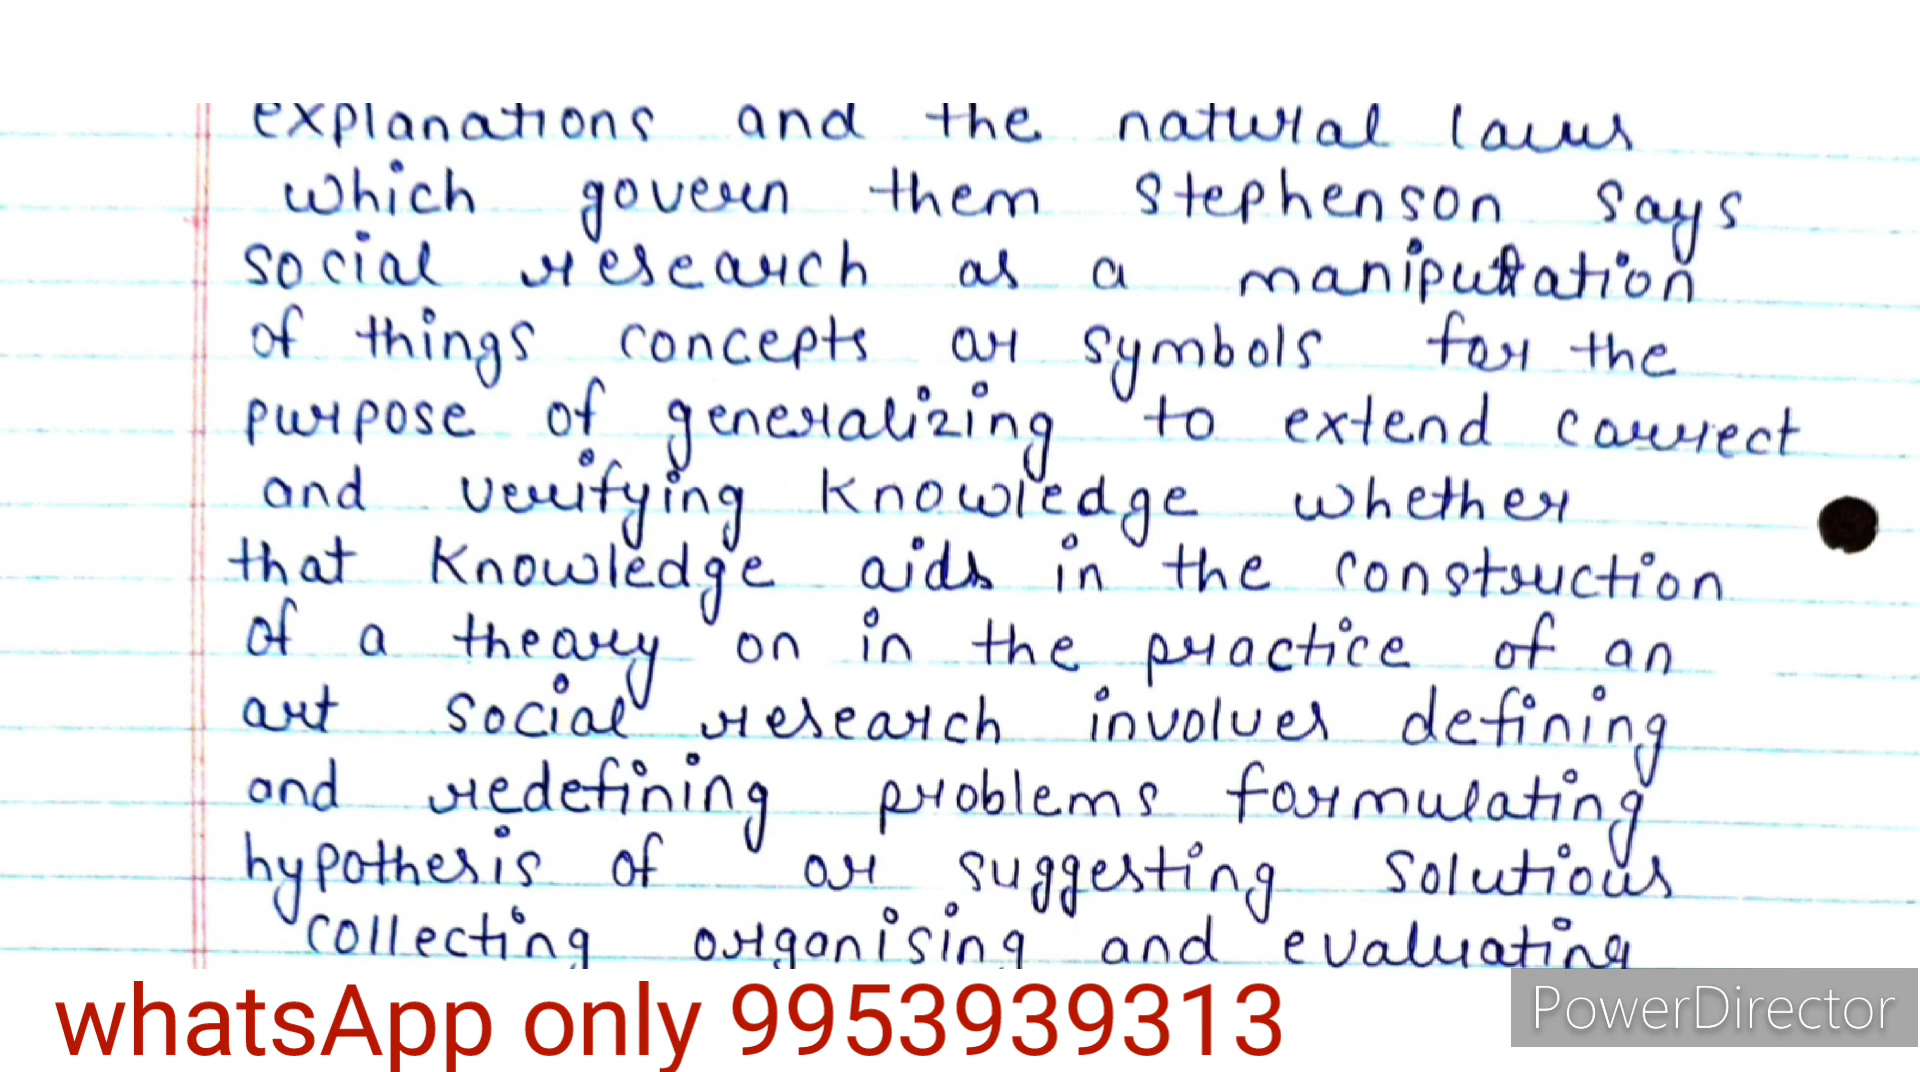 explanations and the natural laws
which govern them Stephenson says
social research as a manipulation
of things concepts or symbols for the
purpose of generalizing to extend correct
and verifying knowledge whether
that knowledge aids in the construction
of a theory on in the practice of an
art social research involves defining
and redefining problems formulating
hypothesis of or suggesting solutious
collecting organising and evaluating
whatsApp only 9953939313
PowerDirector